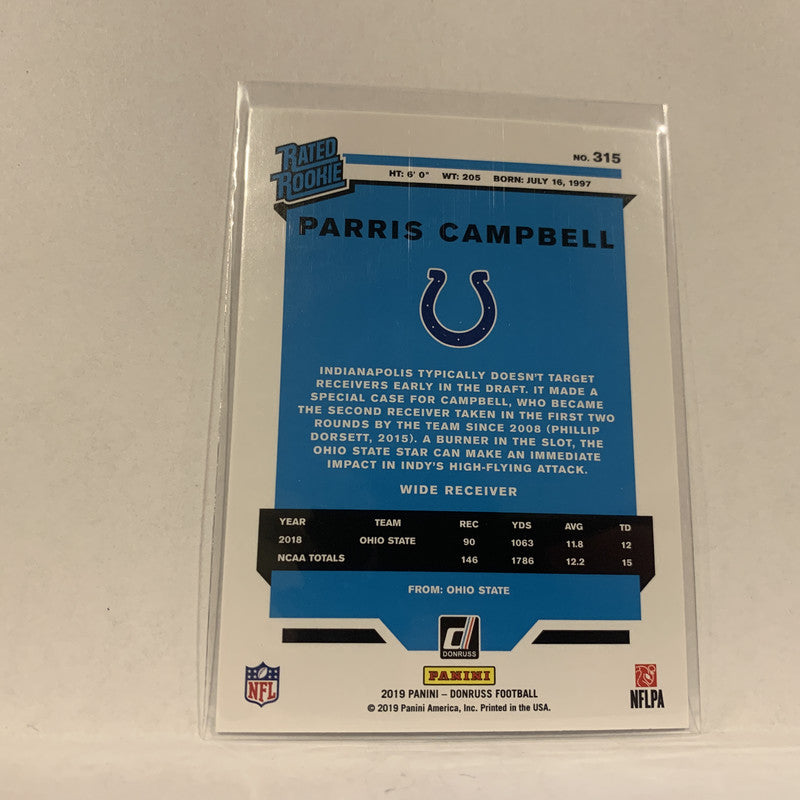 RATED
ROOKIE
NO. 315
HT: 6' 0" WT: 205 BORN: JULY 16, 1997
PARRIS CAMPBELL
INDIANAPOLIS TYPICALLY DOESN'T TARGET
RECEIVERS EARLY IN THE DRAFT. IT MADE A
SPECIAL CASE FOR CAMPBELL, WHO BECAME
THE SECOND RECEIVER TAKEN IN THE FIRST TWO
ROUNDS BY THE TEAM SINCE 2008 (PHILLIP
DORSETT, 2015). A BURNER IN THE SLOT, THE
OHIO STATE STAR CAN MAKE AN IMMEDIATE
IMPACT IN INDY'S HIGH-FLYING ATTACK.
WIDE RECEIVER
YEAR TEAM REC YDS AVG TD
2018 OHIO STATE 90 1063 11.8 12
NCAA TOTALS 146 1786 12.2 15
FROM: OHIO STATE
d
DONRUSS
PANINI
NFL
NFLPA
2019 PANINI – DONRUSS FOOTBALL
© 2019 Panini America, Inc. Printed in the USA.